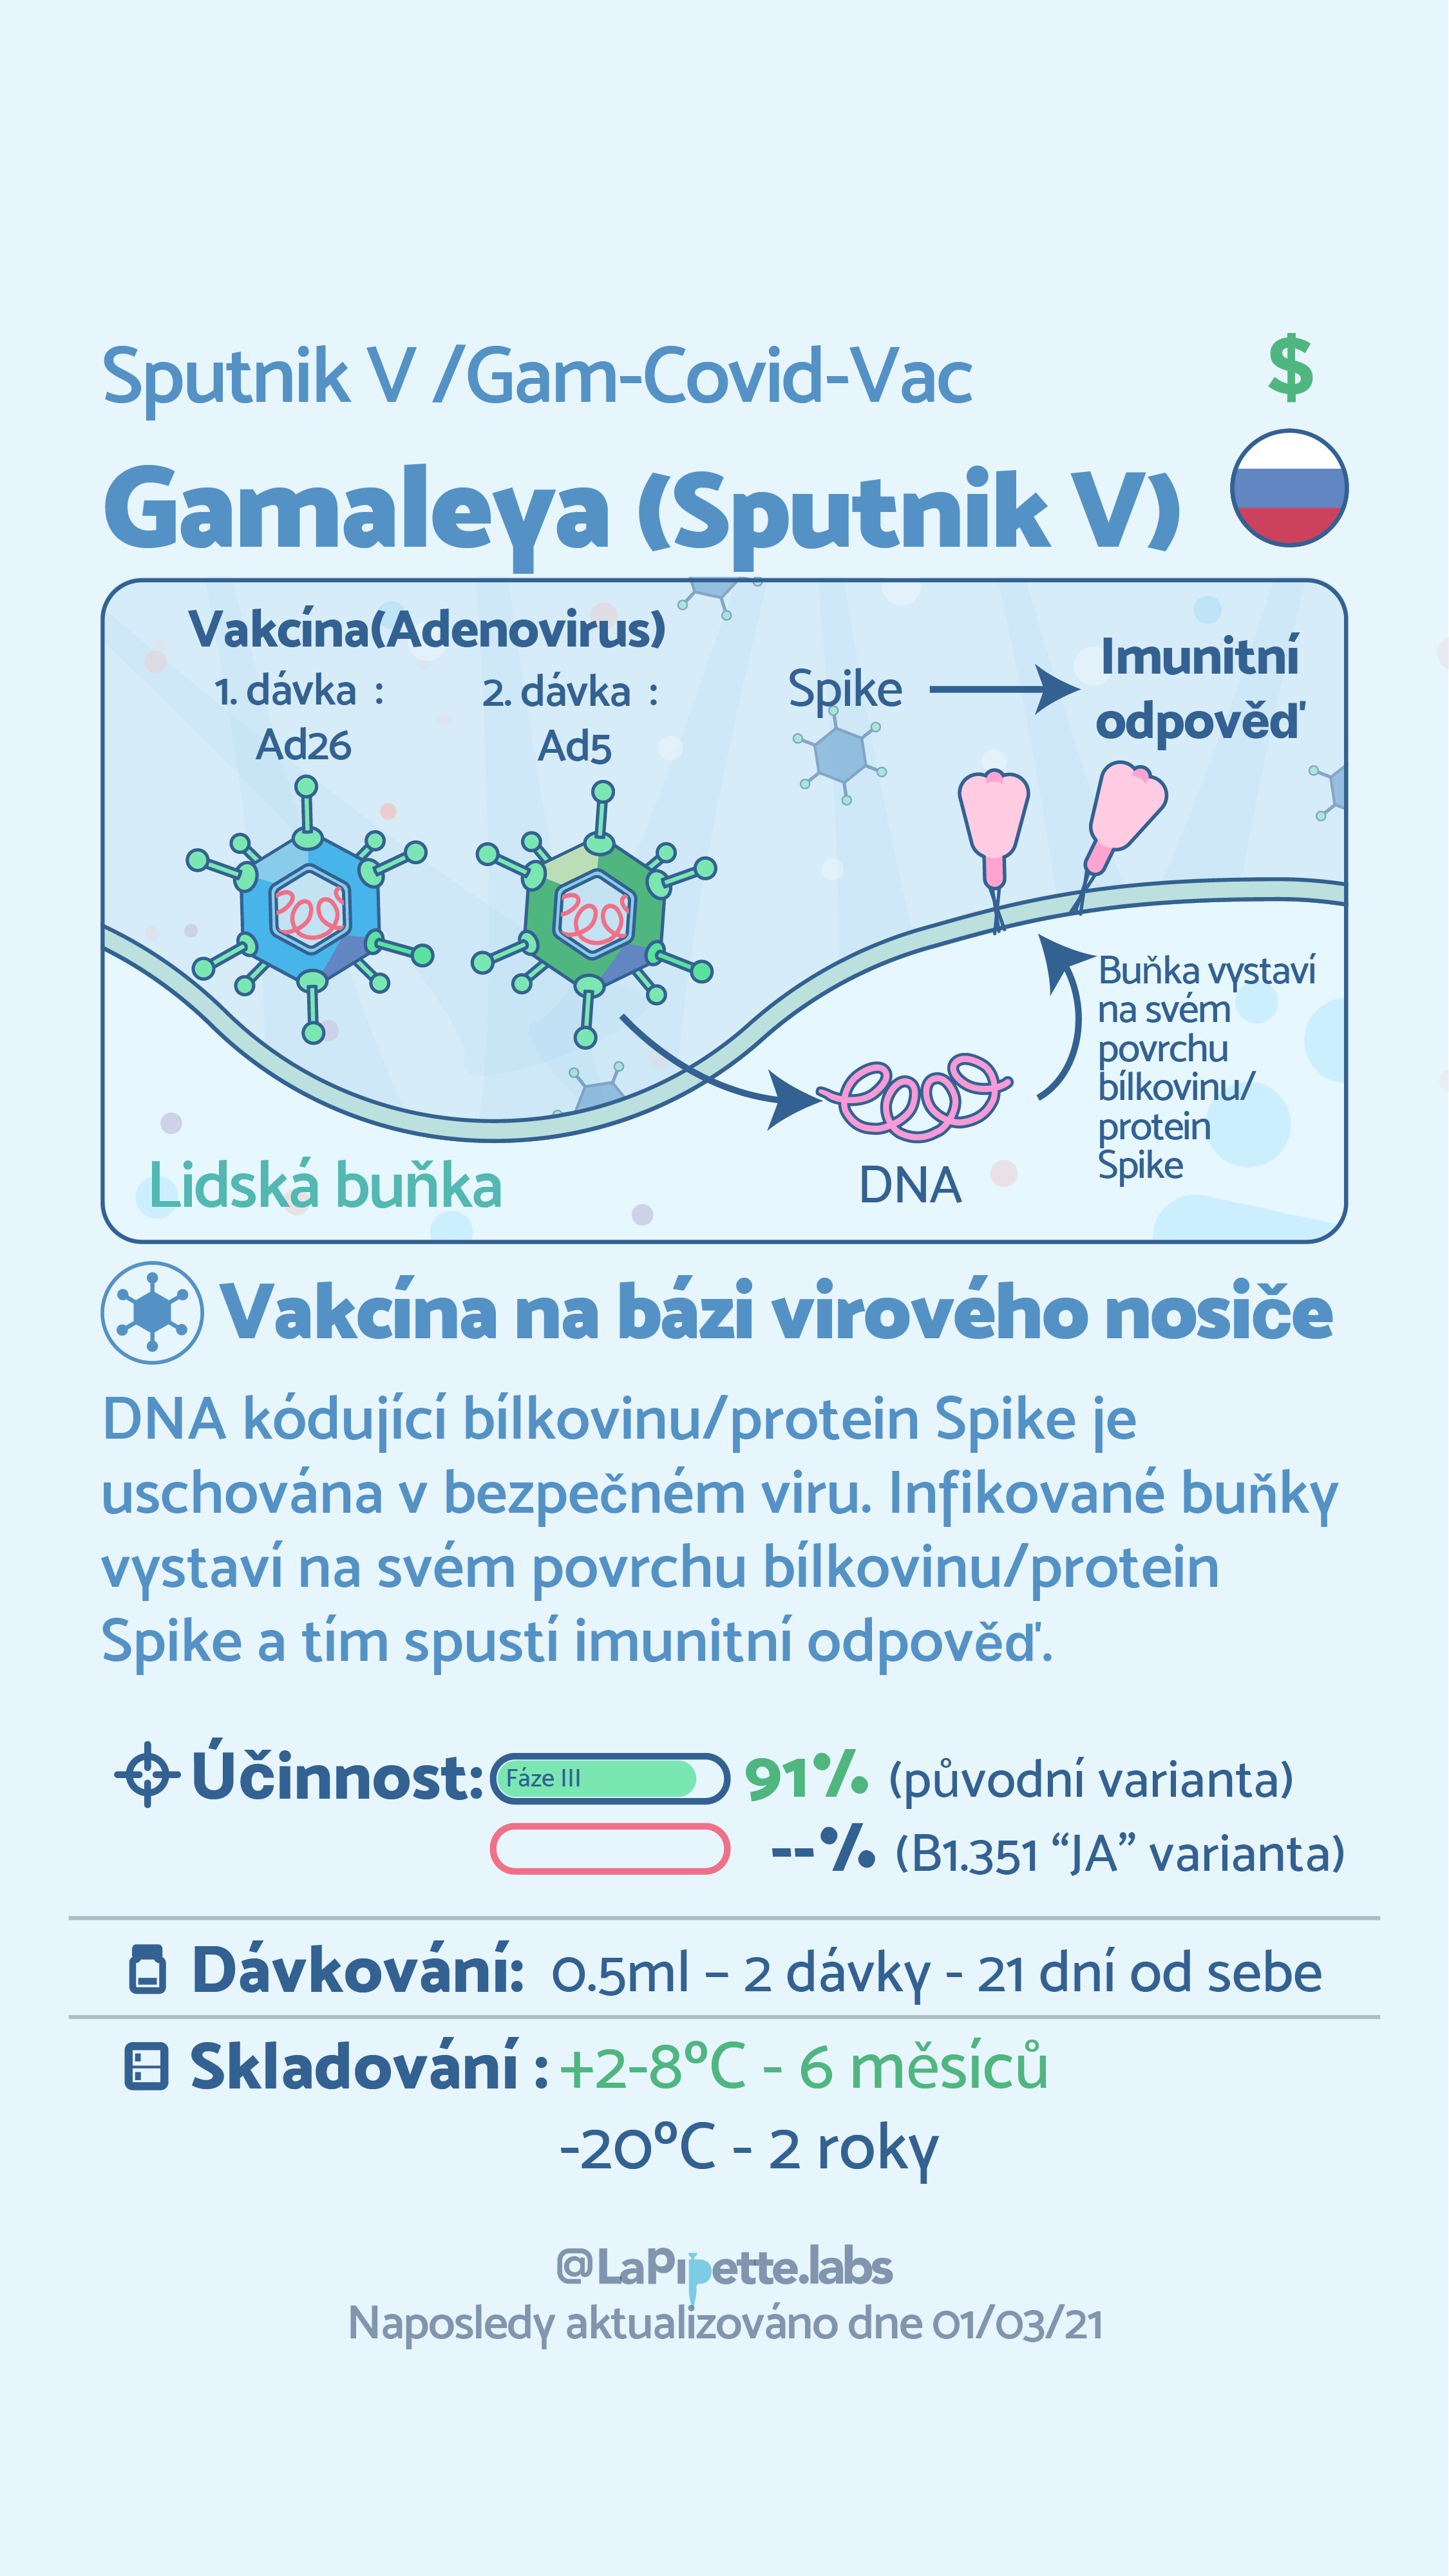 Sputnik V /Gam-Covid-Vac
$
Gamaleya (Sputnik V)
Vakcína(Adenovirus)
1. dávka :
Ad26
2. dávka :
Ad5
Spike
Imunitní
odpověď
Buňka vystaví
na svém
povrchu
bílkovinu/
protein
Spike
DNA
Lidská buňka
Vakcína na bázi virového nosiče
DNA kódující bílkovinu/protein Spike je
uschována v bezpečném viru. Infikované buňky
vystaví na svém povrchu bílkovinu/protein
Spike a tím spustí imunitní odpověď.
Účinnost: Fáze III 91% (původní varianta)
--% (B1.351 “JA” varianta)
Dávkování: 0.5ml – 2 dávky - 21 dní od sebe
Skladování : +2-8ºC - 6 měsíců
-20ºC - 2 roky
@LaPipette.labs
Naposledy aktualizováno dne 01/03/21